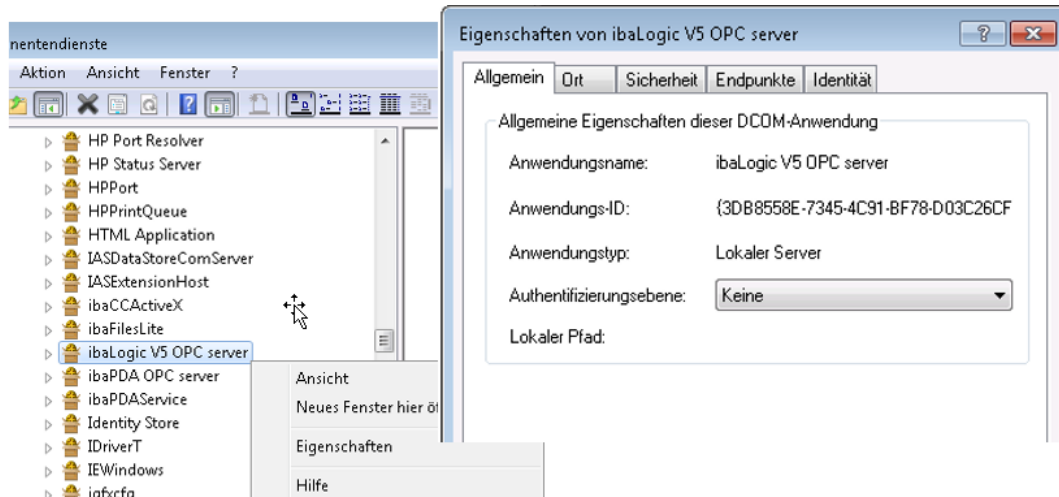 nentendienste
Aktion Ansicht Fenster ?
HP Port Resolver
HP Status Server
HPPort
HPPrintQueue
HTML Application
IASDataStoreComServer
IASExtensionHost
ibaCCActiveX
ibaFilesLite
ibaLogic V5 OPC server
ibaPDA OPC server
ibaPDAService
Identity Store
IDriverT
IEWindows
igfxcfg
Ansicht
Neues Fenster hier öf
Eigenschaften
Hilfe
Eigenschaften von ibaLogic V5 OPC server
Allgemein Ort Sicherheit Endpunkte Identität
Allgemeine Eigenschaften dieser DCOM-Anwendung
Anwendungsname: ibaLogic V5 OPC server
Anwendungs-ID: {3DB8558E-7345-4C91-BF78-D03C26CF
Anwendungstyp: Lokaler Server
Authentifizierungsebene: Keine
Lokaler Pfad: